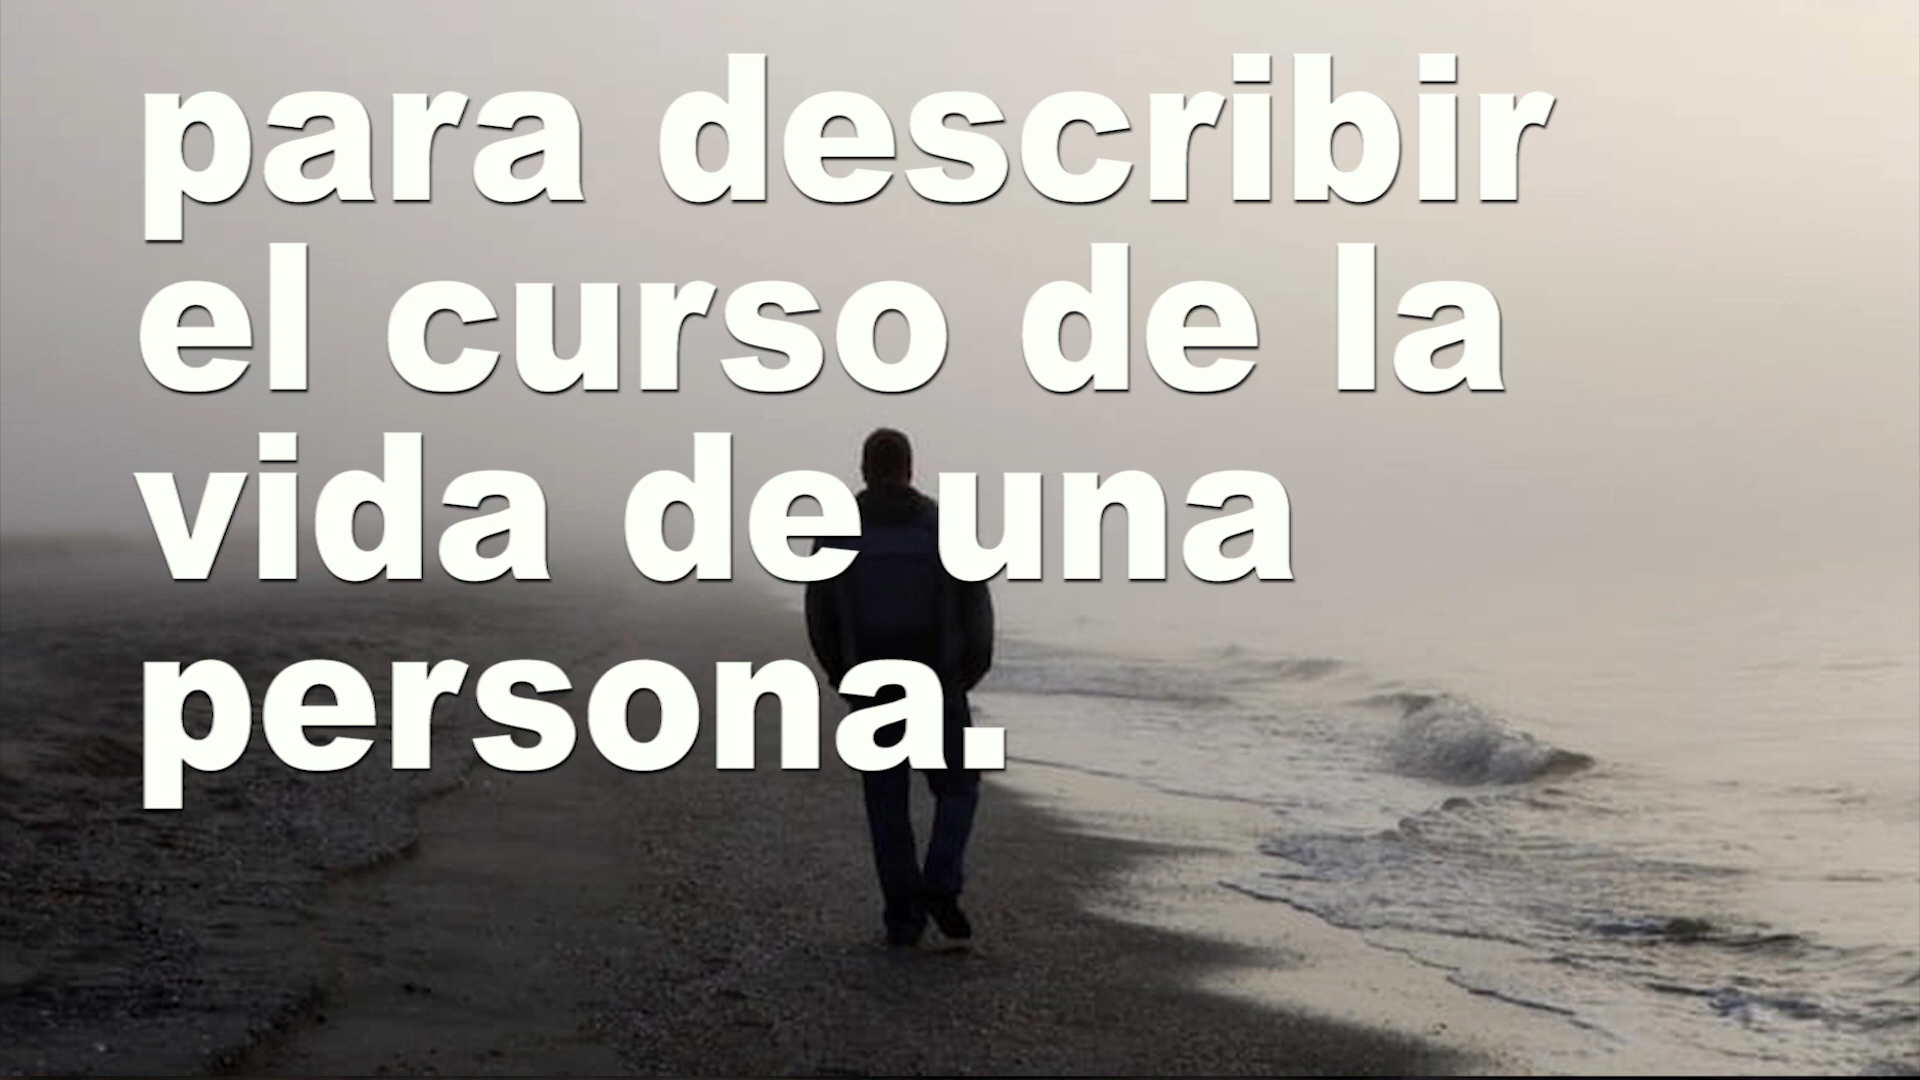 para describir
el curso de la
vida de una
persona.